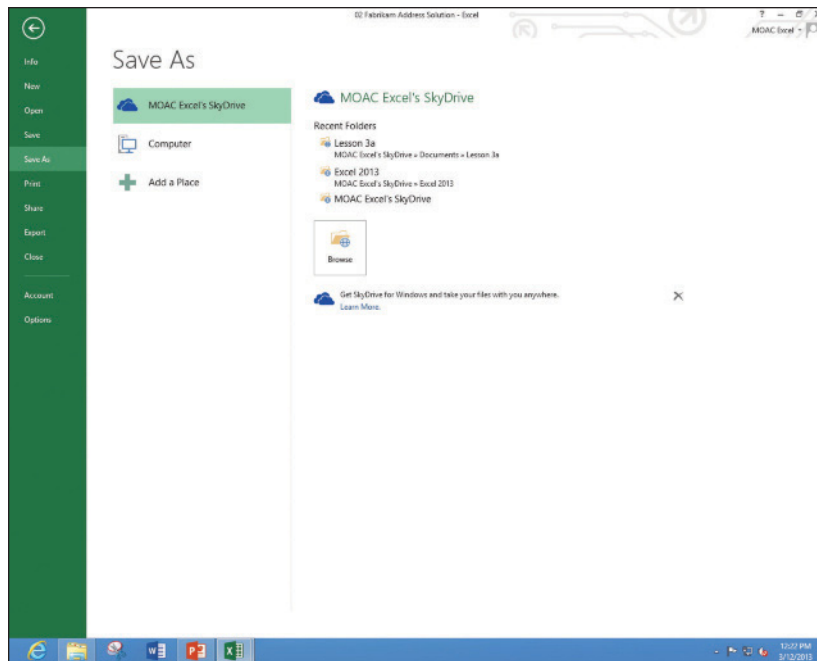 02 Fabrikam Address Solution - Excel
?
MOAC Excel
Info
New
Open
Save
Save As
Print
Share
Export
Close
Account
Options
Save As
MOAC Excel's SkyDrive
Computer
Add a Place
MOAC Excel's SkyDrive
Recent Folders
Lesson 3a
MOAC Excel's SkyDrive » Documents » Lesson 3a
Excel 2013
MOAC Excel's SkyDrive » Excel 2013
MOAC Excel's SkyDrive
Browse
Get SkyDrive for Windows and take your files with you anywhere.
Learn More.
12:22 PM
3/12/2013